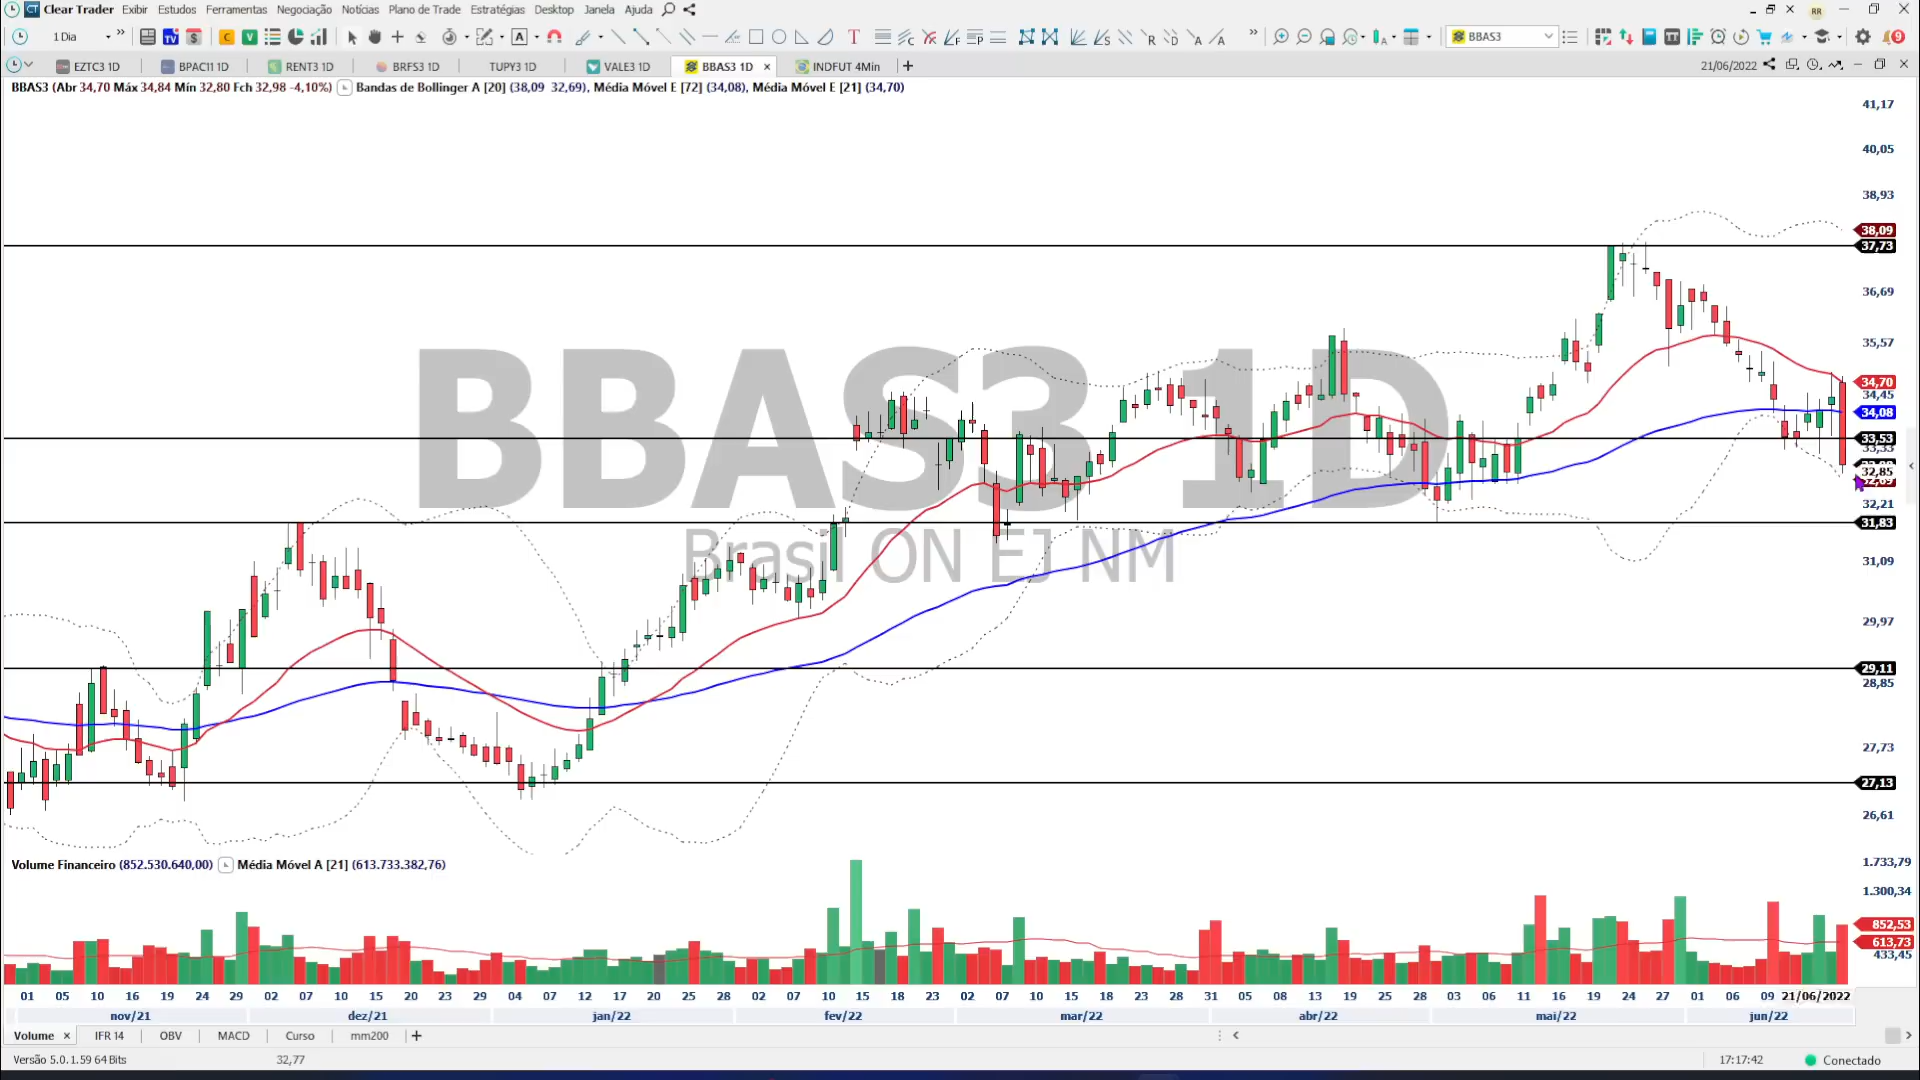 Clear Trader Exibir Estudos Ferramentas Negociação Notícias Plano de Trade Estratégias Desktop Janela Ajuda RR
1 Dia » BBAS3 9
EZTC3 1D BPAC11 1D RENT3 1D BRFS3 1D TUPY3 1D VALE3 1D BBAS3 1D × INDFUT 4Min + 21/06/2022
BBAS3 (Abr 34,70 Máx 34,84 Mín 32,80 Fch 32,98 -4,10%) Bandas de Bollinger A [20] (38,09 32,69), Média Móvel E [72] (34,08), Média Móvel E [21] (34,70)
41,17
40,05
38,93
38,09
37,73
36,69
35,57
34,70
34,45
34,08
33,53
33,33
32,85
32,21
31,83
31,09
29,97
29,11
28,85
27,73
27,13
26,61
BBAS3 1D
Brasil ON EJ NM
Volume Financeiro (852.530.640,00) Média Móvel A [21] (613.733.382,76)
1.733,79
1.300,34
852,53
613,73
433,45
01 05 10 16 19 24 29 02 07 10 15 20 23 29 04 07 12 17 20 25 28 02 07 10 15 18 23 02 07 10 15 18 23 28 31 05 08 13 19 25 28 03 06 11 16 19 24 27 01 06 09 21/06/2022
nov/21 dez/21 jan/22 fev/22 mar/22 abr/22 mai/22 jun/22
Volume × IFR 14 OBV MACD Curso mm200 +
Versão 5.0.1.59 64 Bits 32,77 17:17:42 Conectado